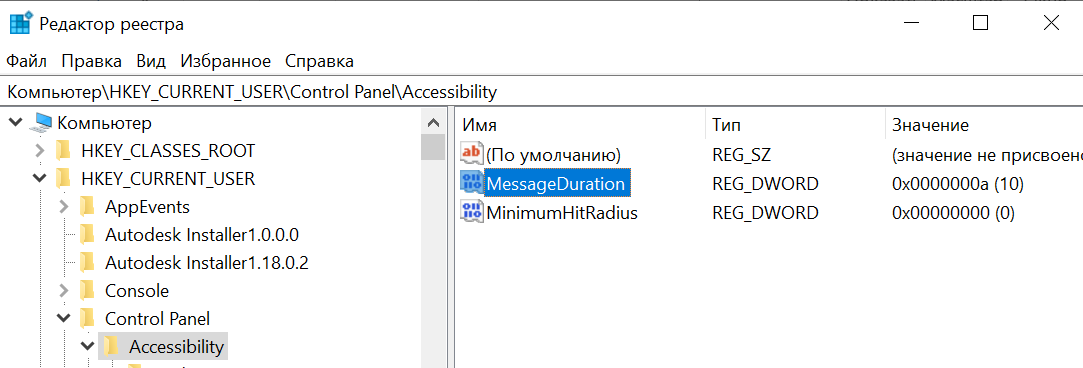 Редактор реестра
Файл Правка Вид Избранное Справка
Компьютер\HKEY_CURRENT_USER\Control Panel\Accessibility
Компьютер
HKEY_CLASSES_ROOT
HKEY_CURRENT_USER
AppEvents
Autodesk Installer1.0.0.0
Autodesk Installer1.18.0.2
Console
Control Panel
Accessibility
Имя Тип Значение
(По умолчанию) REG_SZ (значение не присвоено
MessageDuration REG_DWORD 0x0000000a (10)
MinimumHitRadius REG_DWORD 0x00000000 (0)